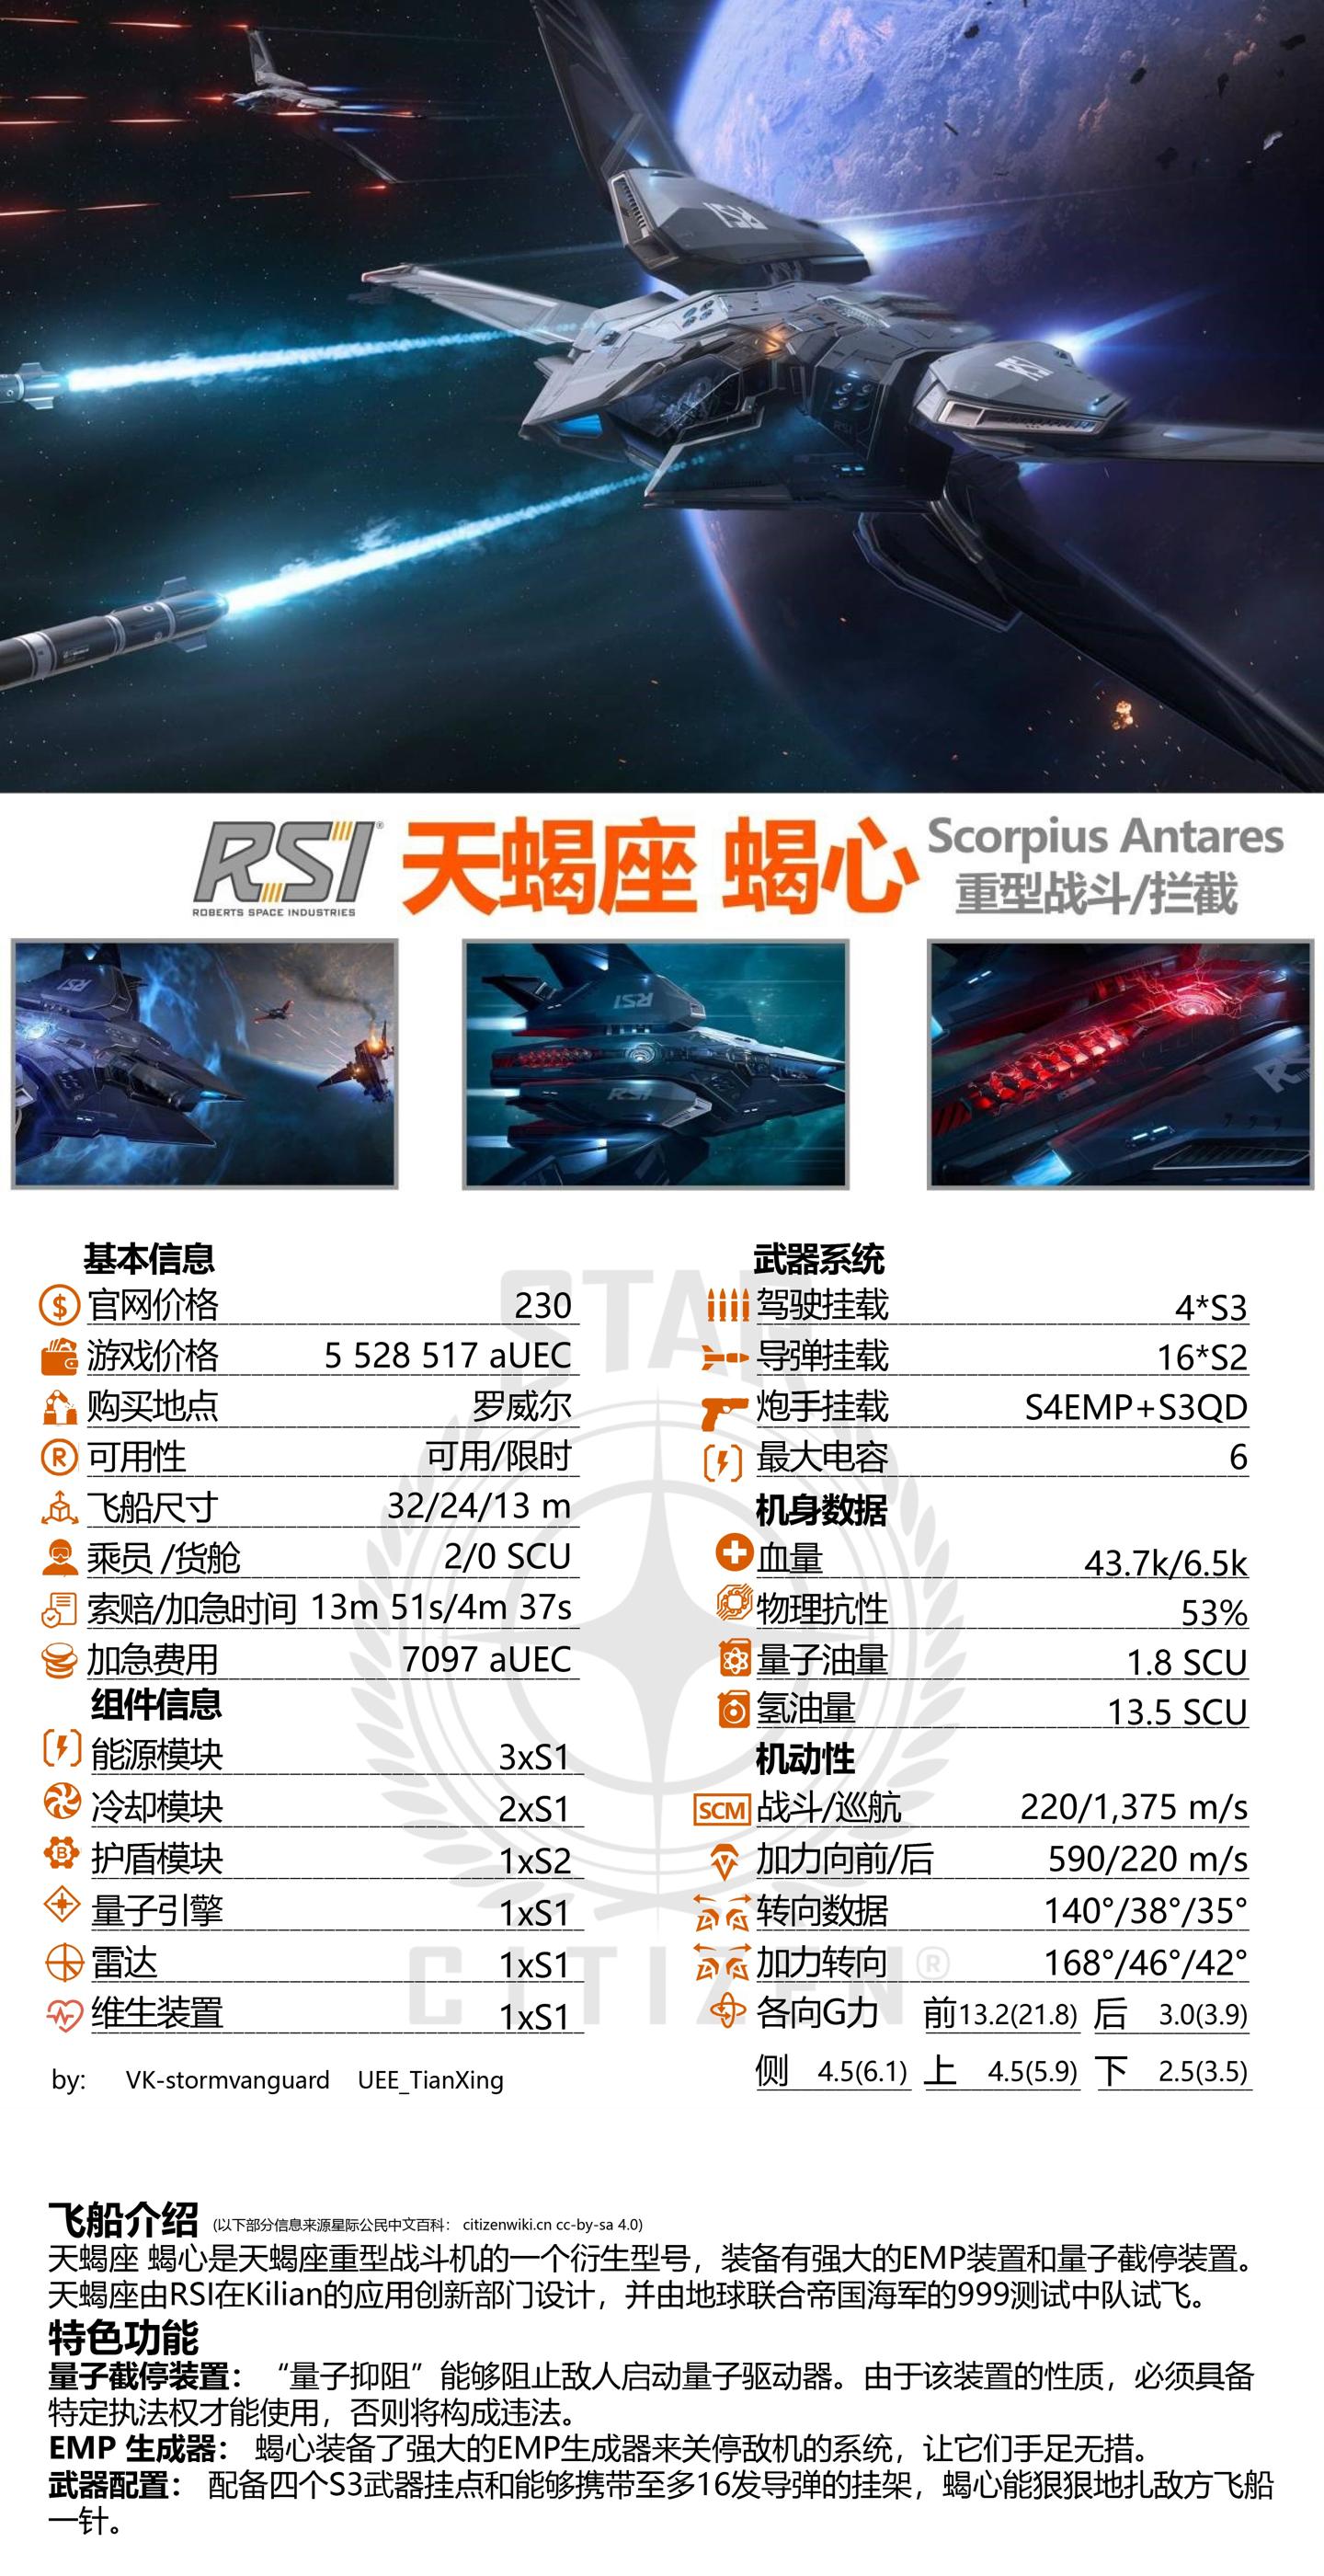 RSI
RSI
RSI® 天蝎座 蝎心 Scorpius Antares
ROBERTS SPACE INDUSTRIES 重型战斗/拦截
RSI
RSI
RSI
基本信息
官网价格 230
游戏价格 5 528 517 aUEC
购买地点 罗威尔
可用性 可用/限时
飞船尺寸 32/24/13 m
乘员 /货舱 2/0 SCU
索赔/加急时间 13m 51s/4m 37s
加急费用 7097 aUEC
组件信息
能源模块 3xS1
冷却模块 2xS1
护盾模块 1xS2
量子引擎 1xS1
雷达 1xS1
维生装置 1xS1
by: VK-stormvanguard UEE_TianXing
武器系统
驾驶挂载 4*S3
导弹挂载 16*S2
炮手挂载 S4EMP+S3QD
最大电容 6
机身数据
血量 43.7k/6.5k
物理抗性 53%
量子油量 1.8 SCU
氢油量 13.5 SCU
机动性
SCM 战斗/巡航 220/1,375 m/s
加力向前/后 590/220 m/s
转向数据 140°/38°/35°
加力转向 168°/46°/42°
各向G力 前13.2(21.8) 后 3.0(3.9)
侧 4.5(6.1) 上 4.5(5.9) 下 2.5(3.5)
STAR
CITIZEN®
飞船介绍 (以下部分信息来源星际公民中文百科： citizenwiki.cn cc-by-sa 4.0)
天蝎座 蝎心是天蝎座重型战斗机的一个衍生型号，装备有强大的EMP装置和量子截停装置。
天蝎座由RSI在Kilian的应用创新部门设计，并由地球联合帝国海军的999测试中队试飞。
特色功能
量子截停装置： “量子抑阻”能够阻止敌人启动量子驱动器。由于该装置的性质，必须具备
特定执法权才能使用，否则将构成违法。
EMP 生成器： 蝎心装备了强大的EMP生成器来关停敌机的系统，让它们手足无措。
武器配置： 配备四个S3武器挂点和能够携带至多16发导弹的挂架，蝎心能狠狠地扎敌方飞船
一针。